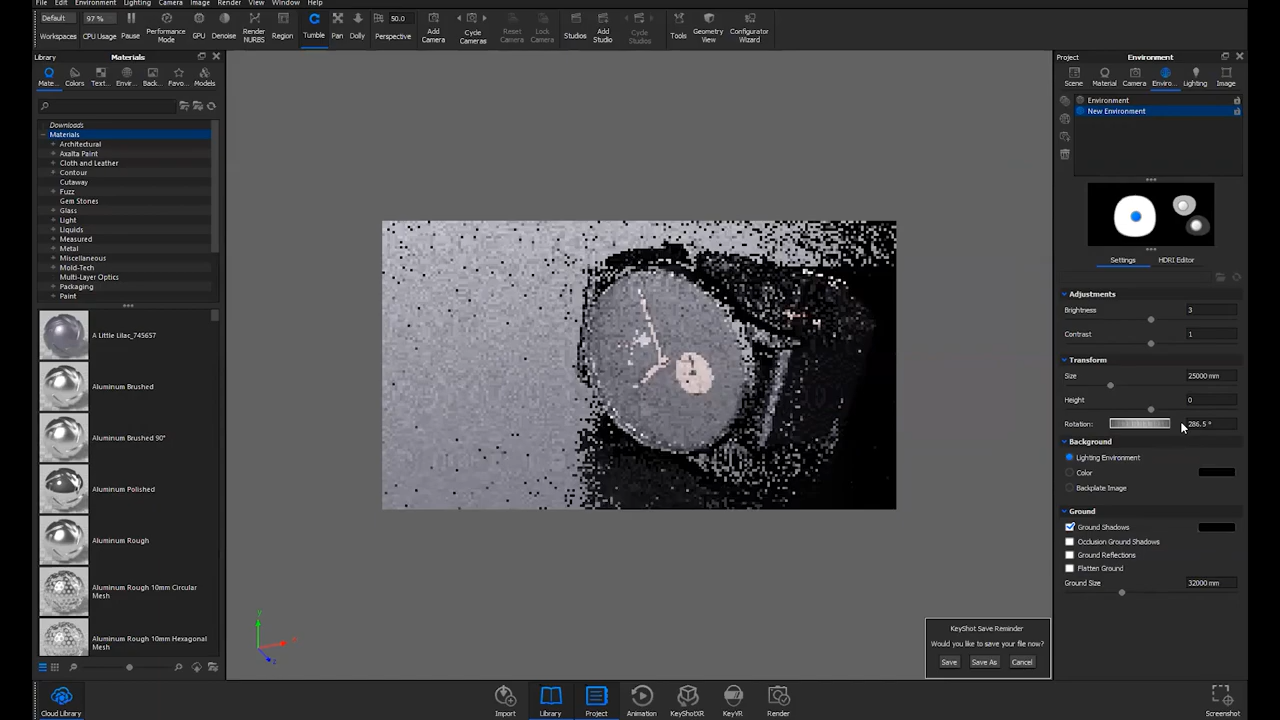 File Edit Environment Lighting Camera Image Render View Window Help
Default 97 % 50.0
Workspaces CPU Usage Pause Performance Mode GPU Denoise Render NURBS Region Tumble Pan Dolly Perspective Add Camera Cycle Cameras Reset Camera Lock Camera Studios Add Studio Cycle Studios Tools Geometry View Configurator Wizard
Library Materials
Mate... Colors Text... Envir... Back... Favo... Models
Downloads
Materials
Architectural
Axalta Paint
Cloth and Leather
Contour
Cutaway
Fuzz
Gem Stones
Glass
Light
Liquids
Measured
Metal
Miscellaneous
Mold-Tech
Multi-Layer Optics
Packaging
Paint
A Little Lilac_745657
Aluminum Brushed
Aluminum Brushed 90°
Aluminum Polished
Aluminum Rough
Aluminum Rough 10mm Circular
Mesh
Aluminum Rough 10mm Hexagonal
Mesh
Y
Z
Project Environment
Scene Material Camera Enviro... Lighting Image
Environment
New Environment
Settings HDRI Editor
Adjustments
Brightness 3
Contrast 1
Transform
Size 25000 mm
Height 0
Rotation: 286.5 °
Background
Lighting Environment
Color
Backplate Image
Ground
Ground Shadows
Occlusion Ground Shadows
Ground Reflections
Flatten Ground
Ground Size 32000 mm
KeyShot Save Reminder
Would you like to save your file now?
Save Save As Cancel
Cloud Library Import Library Project Animation KeyShotXR KeyVR Render Screenshot